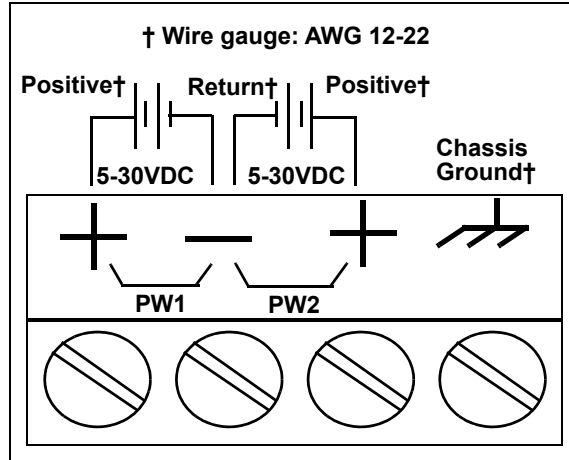 † Wire gauge: AWG 12-22
Positive† Return† Positive†
5-30VDC 5-30VDC
Chassis
Ground†
PW1 PW2